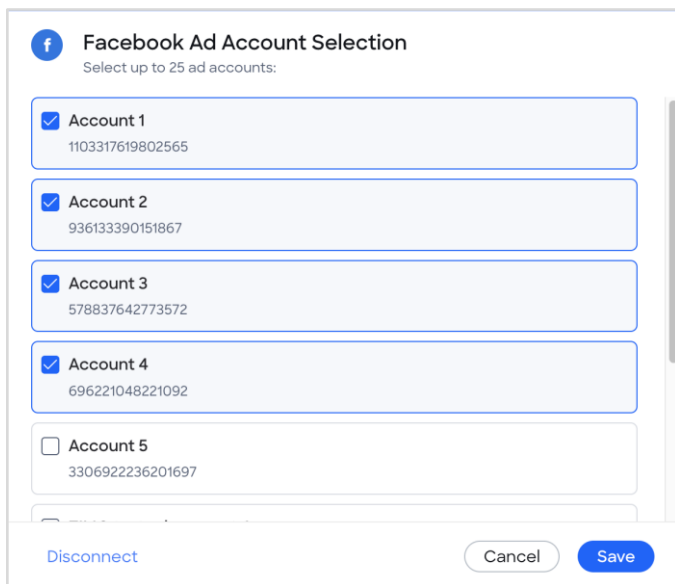 Facebook Ad Account Selection
Select up to 25 ad accounts:
Account 1
1103317619802565
Account 2
936133390151867
Account 3
578837642773572
Account 4
696221048221092
Account 5
3306922236201697
Disconnect
Cancel
Save